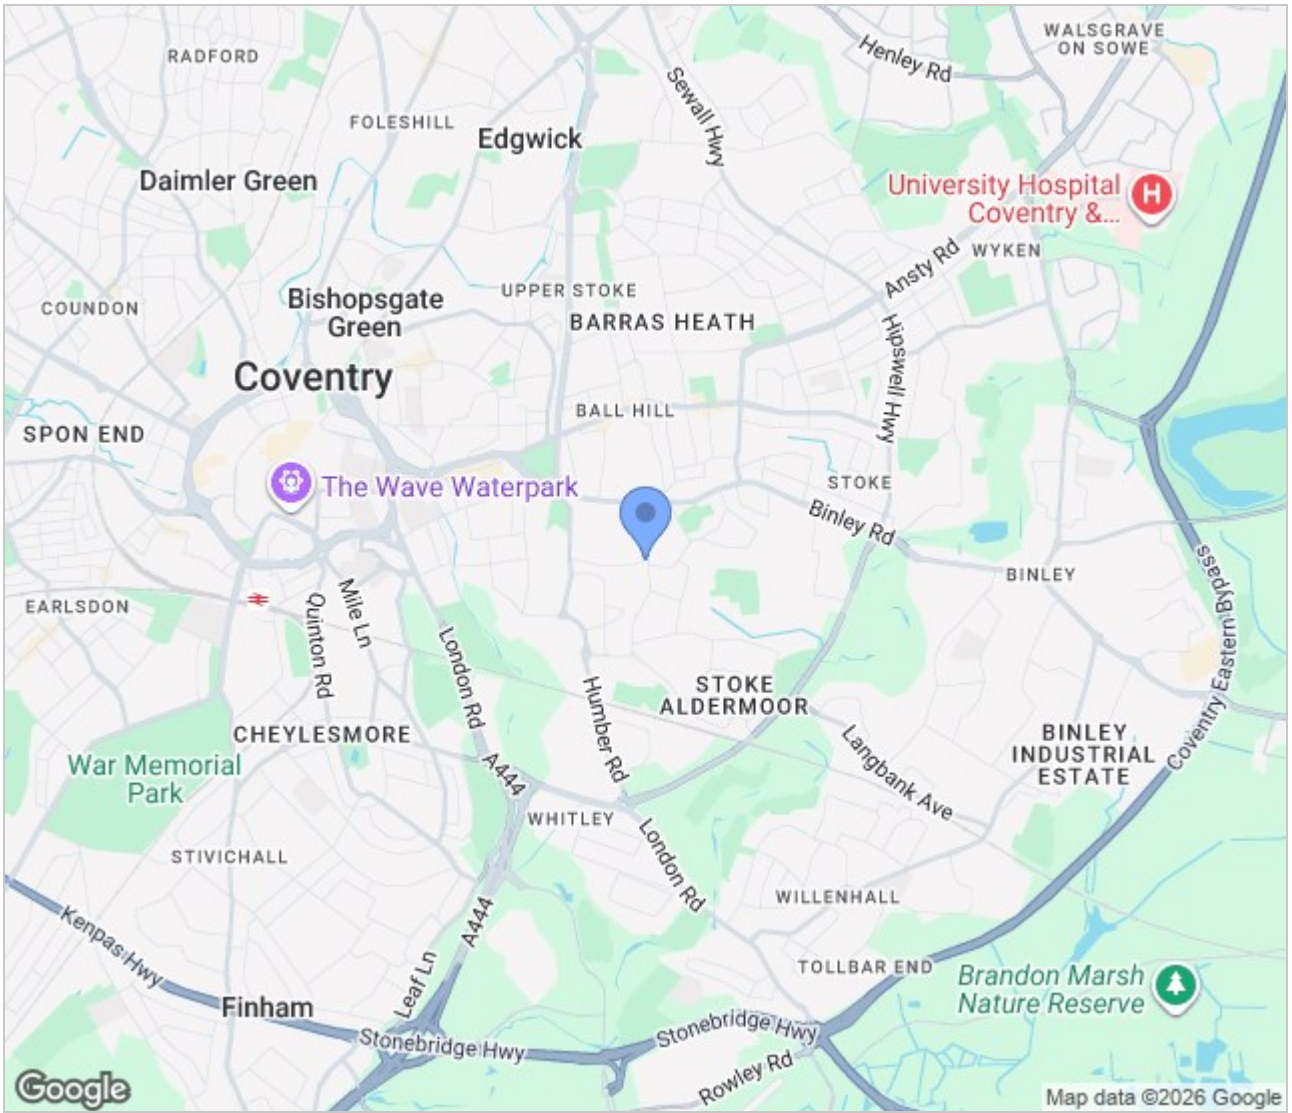 WALSGRAVE
ON SOWE
Henley Rd
RADFORD
Sewall Hwy
FOLESHILL
Edgwick
Daimler Green
University Hospital
Coventry &...
H
WYKEN
Ansty Rd
UPPER STOKE
Bishopsgate
Green
COUNDON
BARRAS HEATH
Hipswell Hwy
Coventry
BALL HILL
SPON END
STOKE
The Wave Waterpark
Binley Rd
BINLEY
Coventry Eastern Bypass
EARLSDON
Mile Ln
Quinton Rd
London Rd
Humber Rd
STOKE
ALDERMOOR
CHEYLESMORE
Langbank Ave
BINLEY
INDUSTRIAL
ESTATE
War Memorial
Park
A444
WHITLEY
London Rd
STIVICHALL
WILLENHALL
A444
Kenpas Hwy
Leaf Ln
TOLLBAR END
Brandon Marsh
Nature Reserve
Finham
Stonebridge Hwy
Stonebridge Hwy
Rowley Rd
Google
Map data ©2026 Google